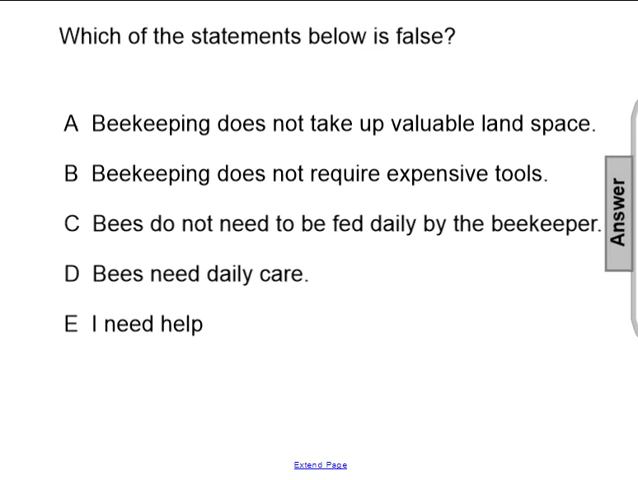 Which of the statements below is false?
A Beekeeping does not take up valuable land space.
B Beekeeping does not require expensive tools.
C Bees do not need to be fed daily by the beekeeper.
D Bees need daily care.
E I need help
Answer
Extend Page